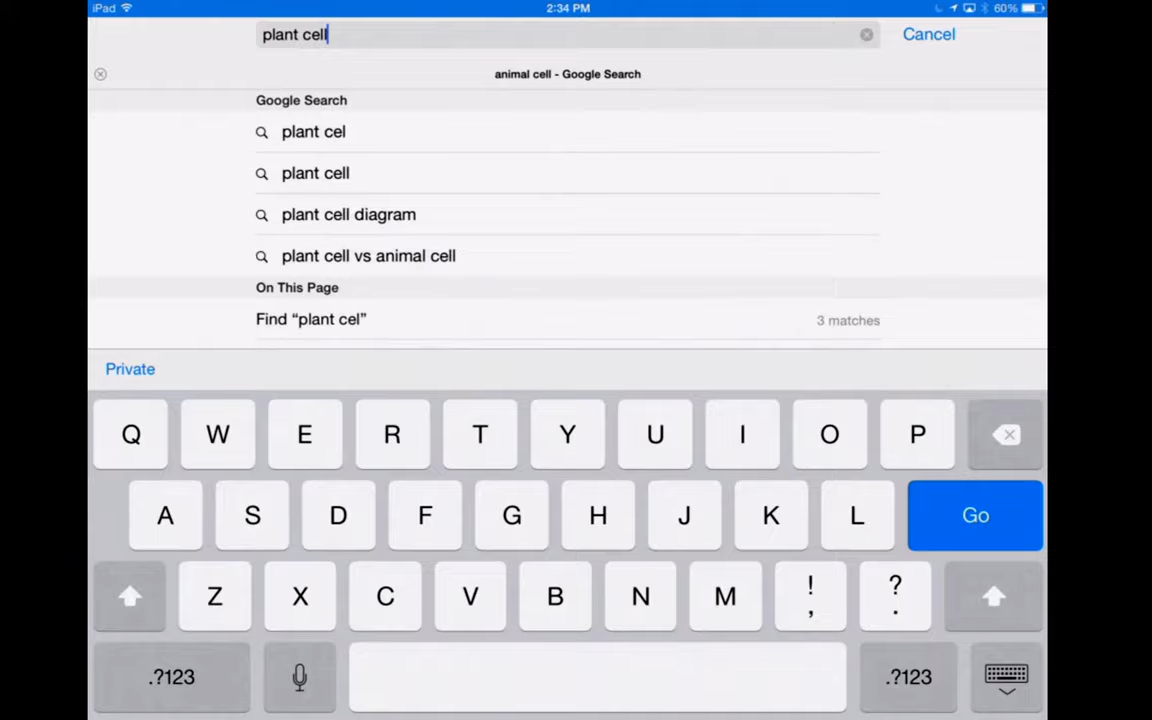 iPad 2:34 PM 60%
plant cell Cancel
animal cell - Google Search
Google Search
plant cel
plant cell
plant cell diagram
plant cell vs animal cell
On This Page
Find “plant cel” 3 matches
Private
Q W E R T Y U I O P
A S D F G H J K L Go
Z X C V B N M ! , ? .
.?123 .?123